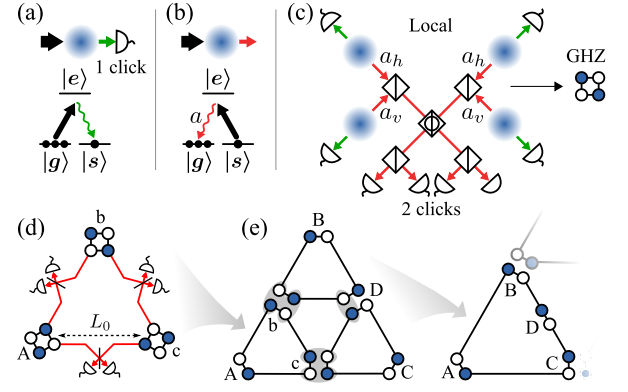 (a)
1 click
|e⟩
|g⟩ |s⟩
(b)
|e⟩
a
|g⟩ |s⟩
(c)
Local
a_h a_h
a_v a_v
2 clicks
GHZ
(d)
b
L_0
A c
(e)
B
D
b
c
A C
B
D
C
A